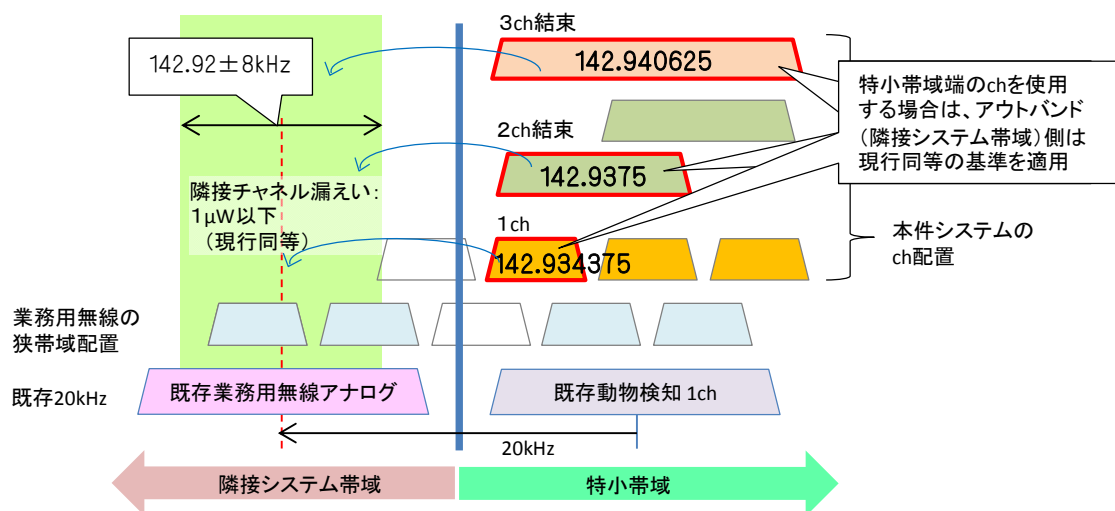 3ch結束
142.92±8kHz
142.940625
特小帯域端のchを使用
する場合は、アウトバンド
(隣接システム帯域)側は
現行同等の基準を適用
2ch結束
142.9375
隣接チャネル漏えい:
1μW以下
(現行同等)
1ch
142.934375
本件システムの
ch配置
業務用無線の
狭帯域配置
既存20kHz
既存業務用無線アナログ
既存動物検知 1ch
20kHz
隣接システム帯域
特小帯域